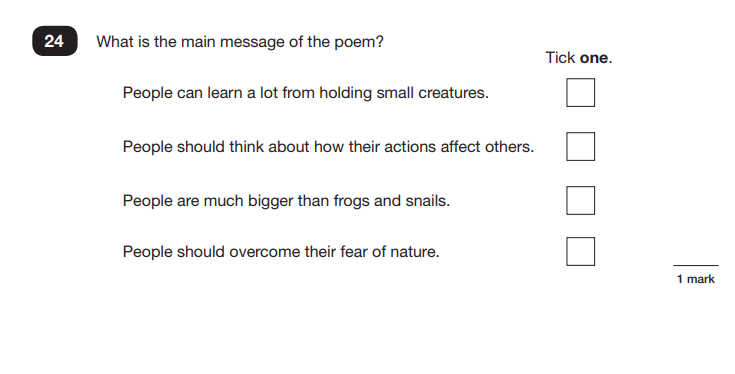 24 What is the main message of the poem?
Tick one.
People can learn a lot from holding small creatures.
People should think about how their actions affect others.
People are much bigger than frogs and snails.
People should overcome their fear of nature.
1 mark